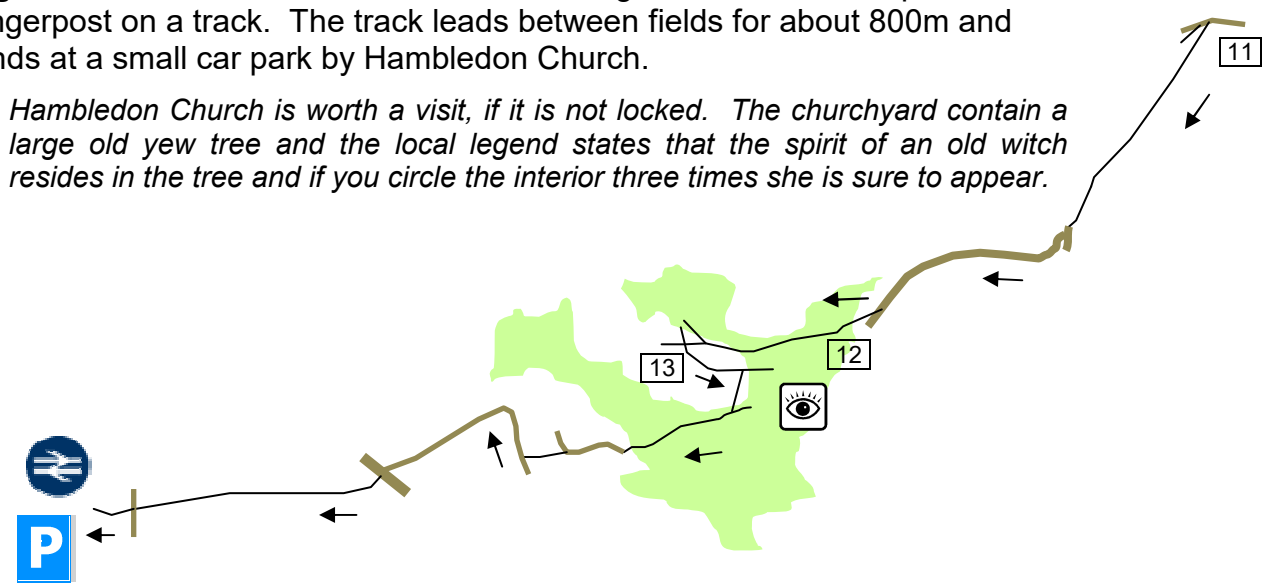 ngerpost on a track. The track leads between fields for about 800m and
nds at a small car park by Hambledon Church.
Hambledon Church is worth a visit, if it is not locked. The churchyard contain a
large old yew tree and the local legend states that the spirit of an old witch
resides in the tree and if you circle the interior three times she is sure to appear.
11
12
13
P